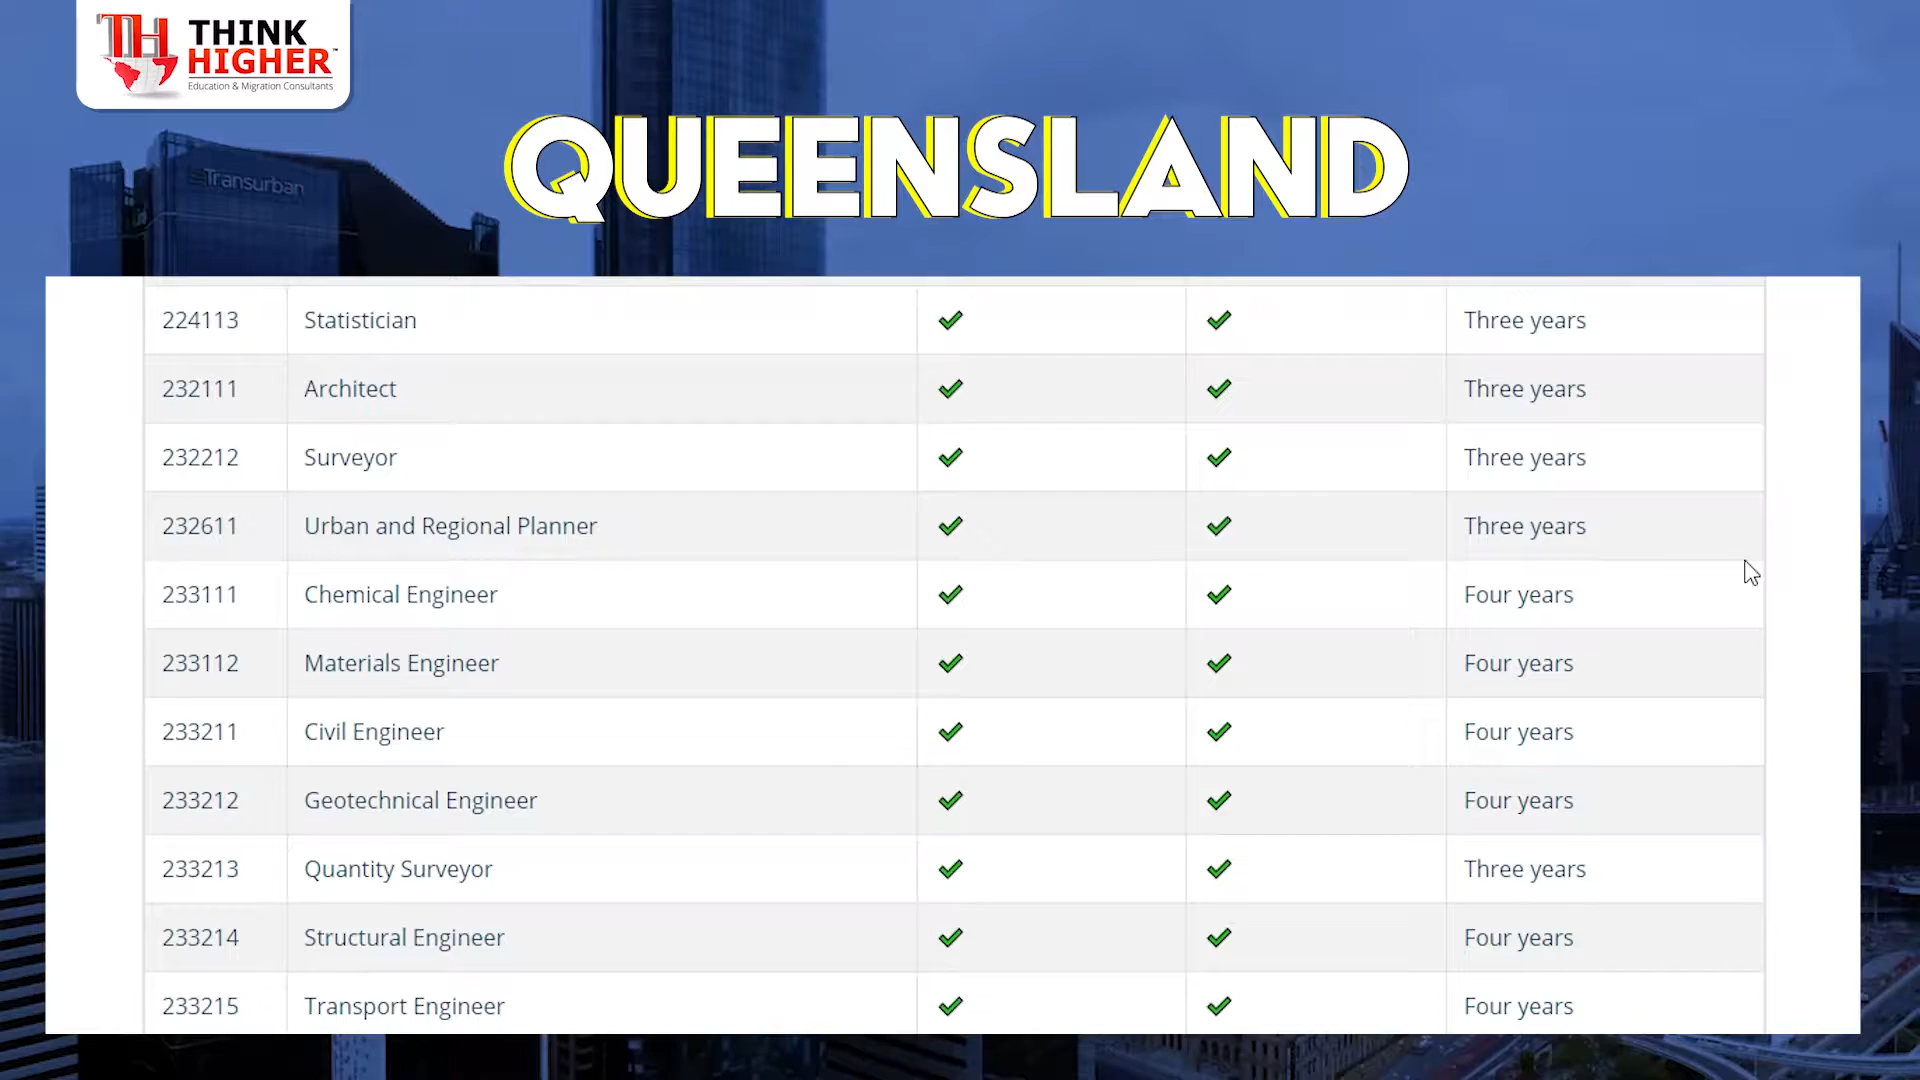 TH THINK
HIGHER™
Education & Migration Consultants
Transurban
QUEENSLAND
224113 Statistician ✔ ✔ Three years
232111 Architect ✔ ✔ Three years
232212 Surveyor ✔ ✔ Three years
232611 Urban and Regional Planner ✔ ✔ Three years
233111 Chemical Engineer ✔ ✔ Four years
233112 Materials Engineer ✔ ✔ Four years
233211 Civil Engineer ✔ ✔ Four years
233212 Geotechnical Engineer ✔ ✔ Four years
233213 Quantity Surveyor ✔ ✔ Three years
233214 Structural Engineer ✔ ✔ Four years
233215 Transport Engineer ✔ ✔ Four years